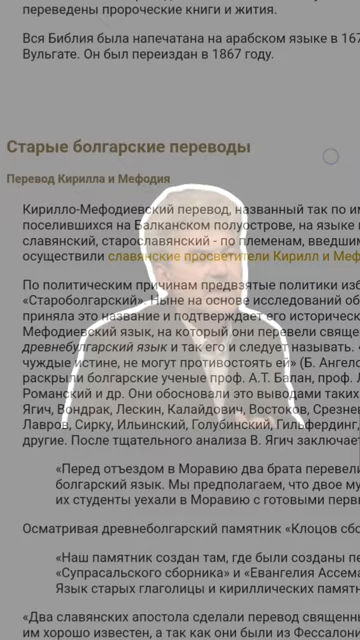 переведены пророческие книги и жития.
Вся Библия была напечатана на арабском языке в 167
Вульгате. Он был переиздан в 1867 году.
Старые болгарские переводы
Перевод Кирилла и Мефодия
Кирилло-Мефодиевский перевод, названный так по им
поселившихся на Балканском полуострове, на языке
славянский, старославянский - по племенам, введшим
осуществили славянские просветители Кирилл и Меф
По политическим причинам предвзятые политики изб
«Староболгарский». Ныне на основе исследований об
приняла это название и подтверждает его историческ
Мефодиевский язык, на который они перевели свяще
древнеболгарский язык и так его и следует называть.
чуждые истине, не могут противостоять ей» (Б. Ангело
раскрыли болгарские ученые проф. А.Т. Балан, проф.
Романский и др. Они обосновали это выводами таких
Ягич, Вондрак, Лескин, Калайдович, Востоков, Срезне
Лавров, Сирку, Ильинский, Голубинский, Гильфердинг,
другие. После тщательного анализа В. Ягич заключает
«Перед отъездом в Моравию два брата перевели
болгарский язык. Мы предполагаем, что двое му
их студенты уехали в Моравию с готовыми перв
Осматривая древнеболгарский памятник «Клоцов сбо
«Наш памятник создан там, где были созданы пе
«Супрасальского сборника» и «Евангелия Ассема
Язык старых глаголицы и кириллических памятн
«Два славянских апостола сделали перевод священн
им хорошо известен, а так как они были из Фессалон